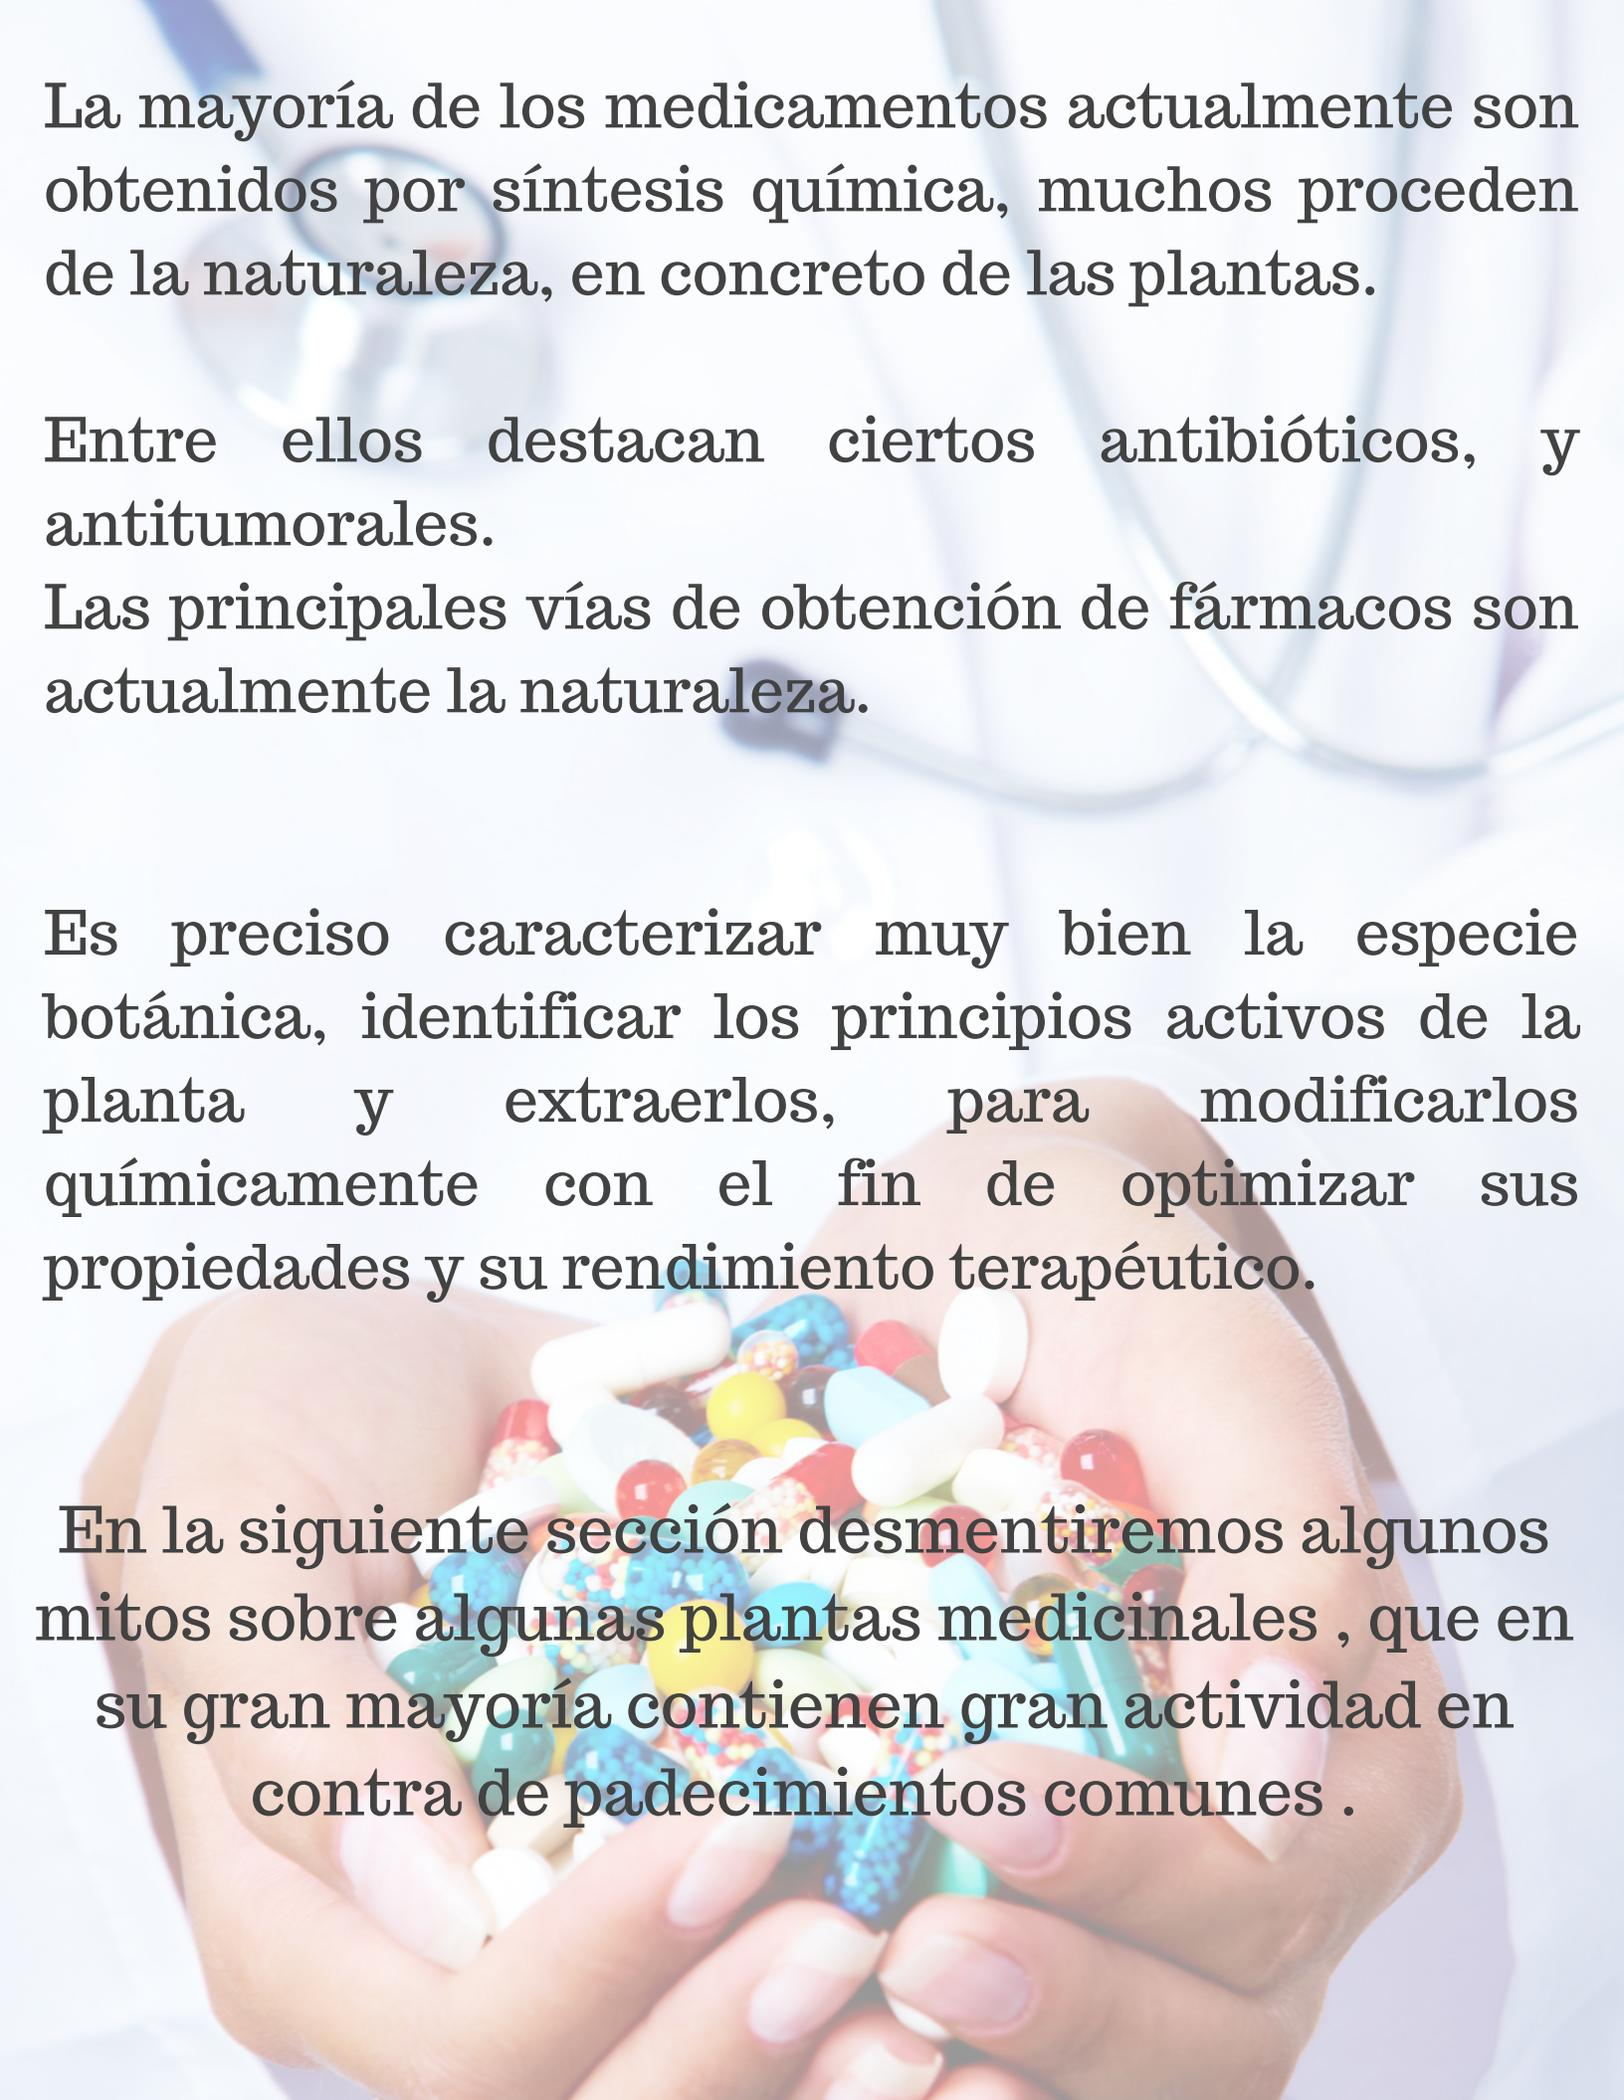 La mayoría de los medicamentos actualmente son
obtenidos por síntesis química, muchos proceden
de la naturaleza, en concreto de las plantas.
Entre ellos destacan ciertos antibióticos, y
antitumorales.
Las principales vías de obtención de fármacos son
actualmente la naturaleza.
Es preciso caracterizar muy bien la especie
botánica, identificar los principios activos de la
planta y extraerlos, para modificarlos
químicamente con el fin de optimizar sus
propiedades y su rendimiento terapéutico.
En la siguiente sección desmentiremos algunos
mitos sobre algunas plantas medicinales , que en
su gran mayoría contienen gran actividad en
contra de padecimientos comunes .